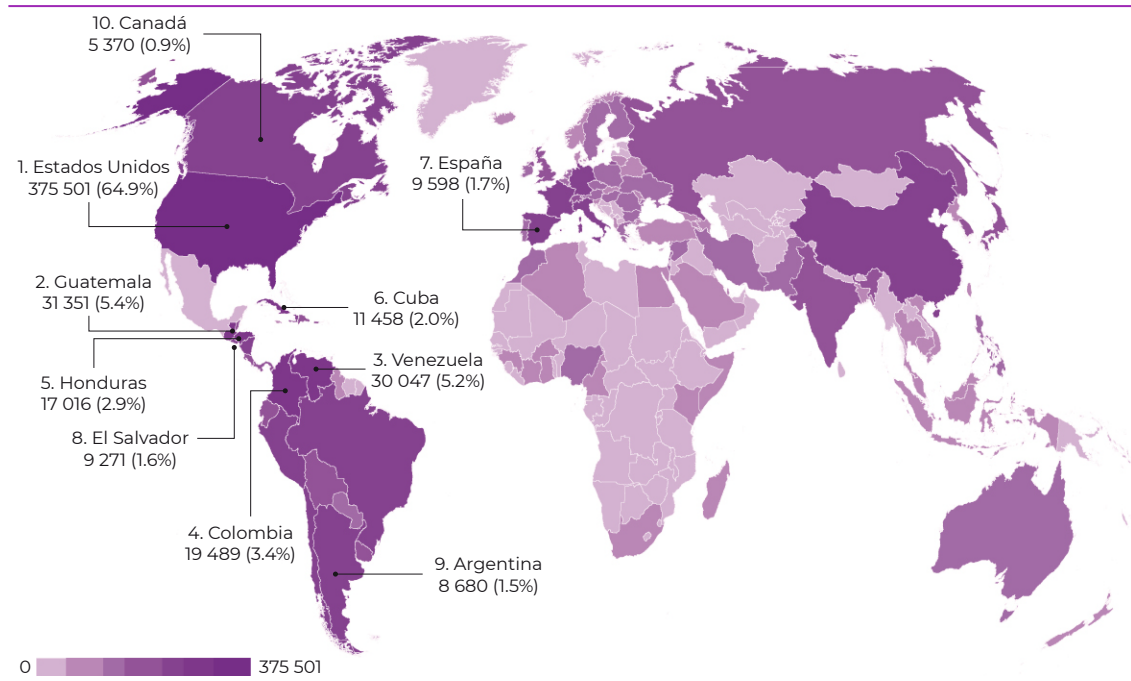 10. Canadá
5 370 (0.9%)
1. Estados Unidos
375 501 (64.9%)
7. España
9 598 (1.7%)
2. Guatemala
31 351 (5.4%)
6. Cuba
11 458 (2.0%)
3. Venezuela
30 047 (5.2%)
5. Honduras
17 016 (2.9%)
8. El Salvador
9 271 (1.6%)
4. Colombia
19 489 (3.4%)
9. Argentina
8 680 (1.5%)
0 375 501